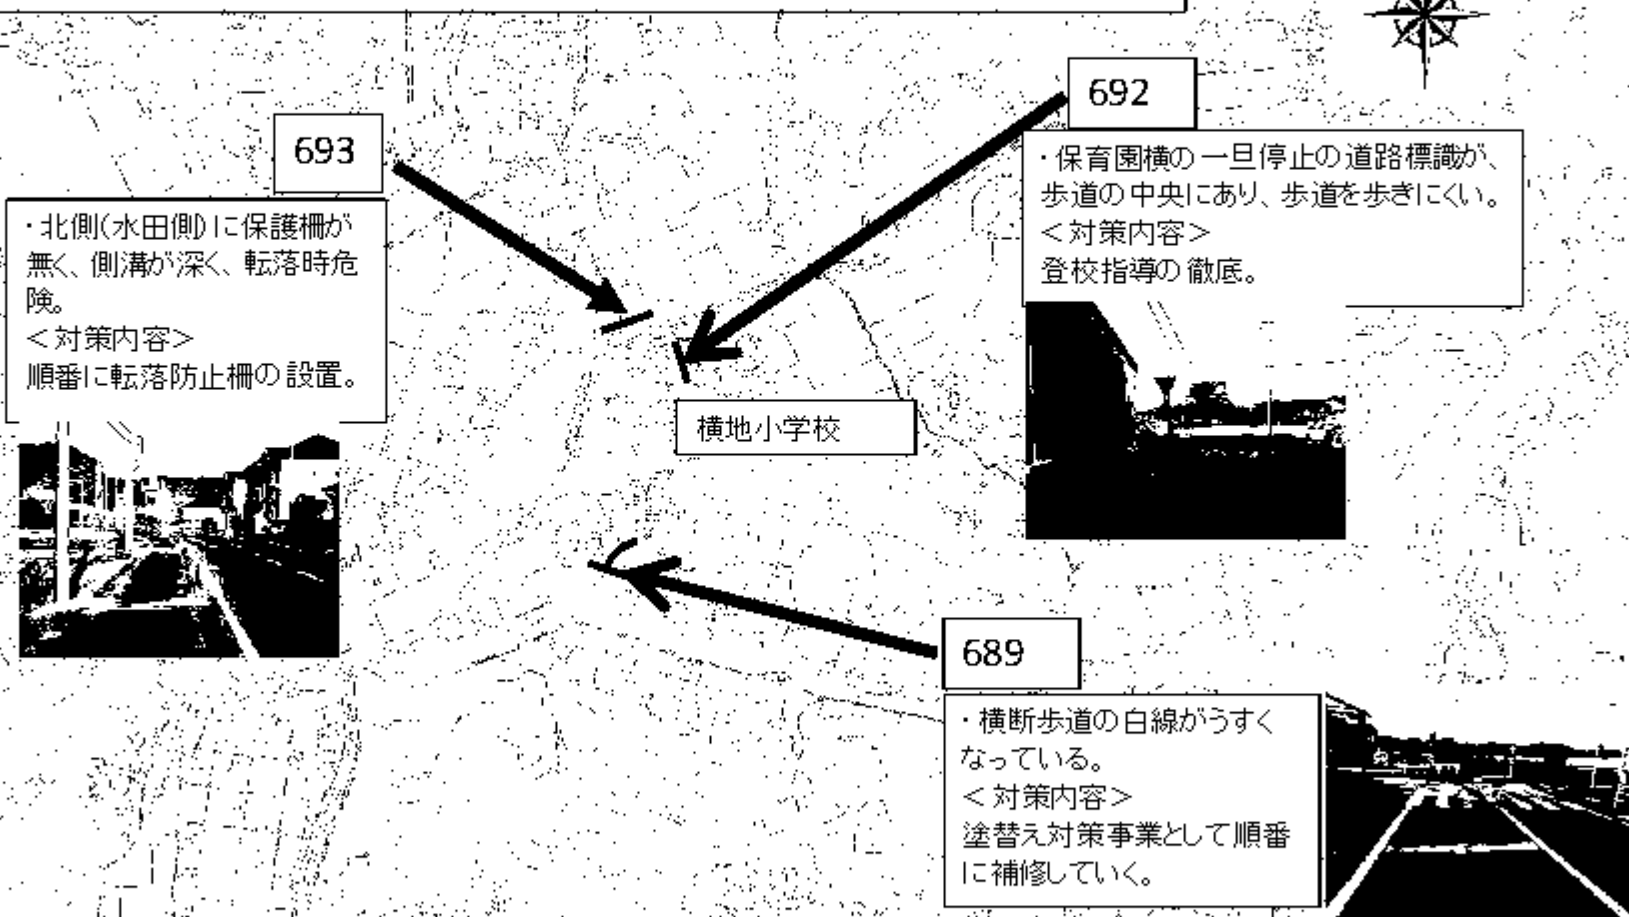 692
・保育園横の一旦停止の道路標識が、
歩道の中央にあり、歩道を歩きにくい。
＜対策内容＞
登校指導の徹底。
693
・北側(水田側)に保護柵が
無く、側溝が深く、転落時危
険。
＜対策内容＞
順番に転落防止柵の設置。
横地小学校
689
・横断歩道の白線がうすく
なっている。
＜対策内容＞
塗替え対策事業として順番
に補修していく。